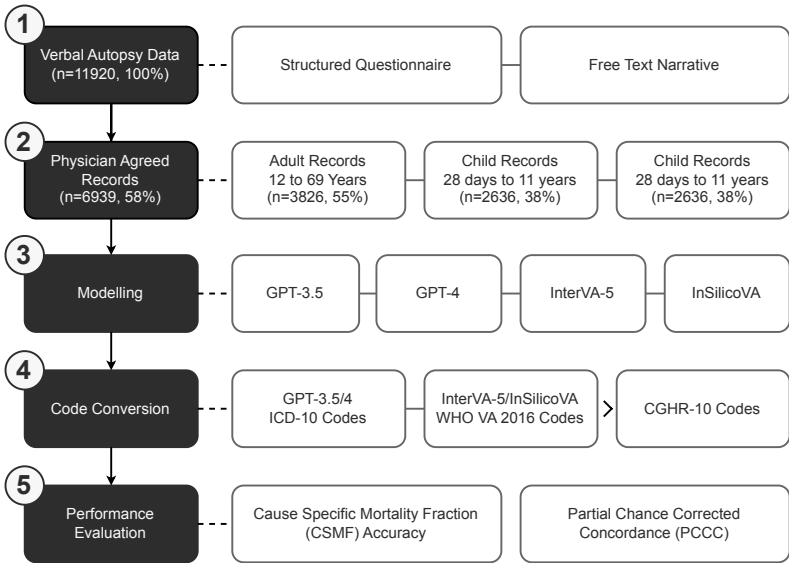 1
Verbal Autopsy Data
(n=11920, 100%)
Structured Questionnaire
Free Text Narrative
2
Physician Agreed
Records
(n=6939, 58%)
Adult Records
12 to 69 Years
(n=3826, 55%)
Child Records
28 days to 11 years
(n=2636, 38%)
Child Records
28 days to 11 years
(n=2636, 38%)
3
Modelling
GPT-3.5
GPT-4
InterVA-5
InSilicoVA
4
Code Conversion
GPT-3.5/4
ICD-10 Codes
InterVA-5/InSilicoVA
WHO VA 2016 Codes
CGHR-10 Codes
5
Performance
Evaluation
Cause Specific Mortality Fraction
(CSMF) Accuracy
Partial Chance Corrected
Concordance (PCCC)